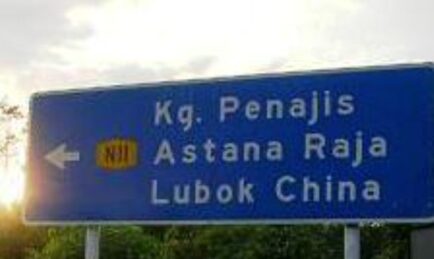 Kg. Penajis
N11 Astana Raja
Lubok China